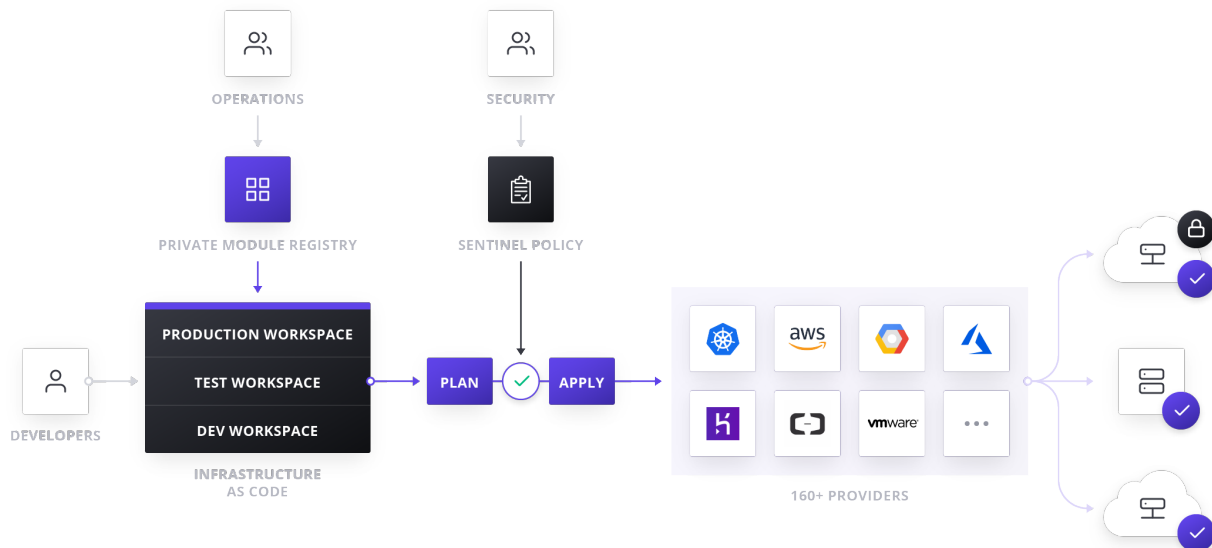 OPERATIONS
SECURITY
PRIVATE MODULE REGISTRY
SENTINEL POLICY
PRODUCTION WORKSPACE
TEST WORKSPACE
DEV WORKSPACE
DEVELOPERS
INFRASTRUCTURE
AS CODE
PLAN
APPLY
aws
vmware
160+ PROVIDERS